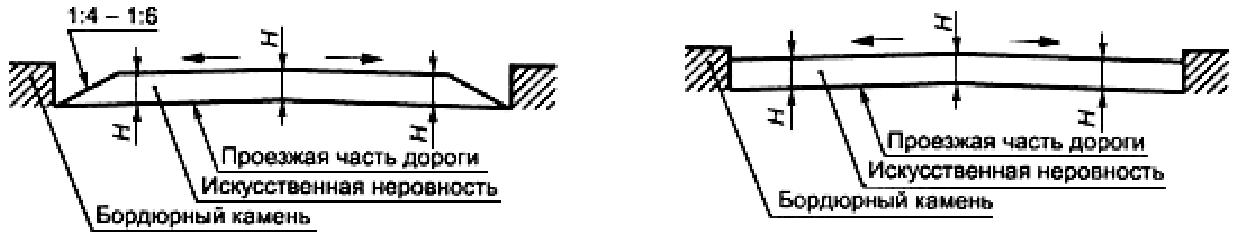 1:4 – 1:6
H
H
H
Проезжая часть дороги
Искусственная неровность
Бордюрный камень
H
H
H
Проезжая часть дороги
Искусственная неровность
Бордюрный камень